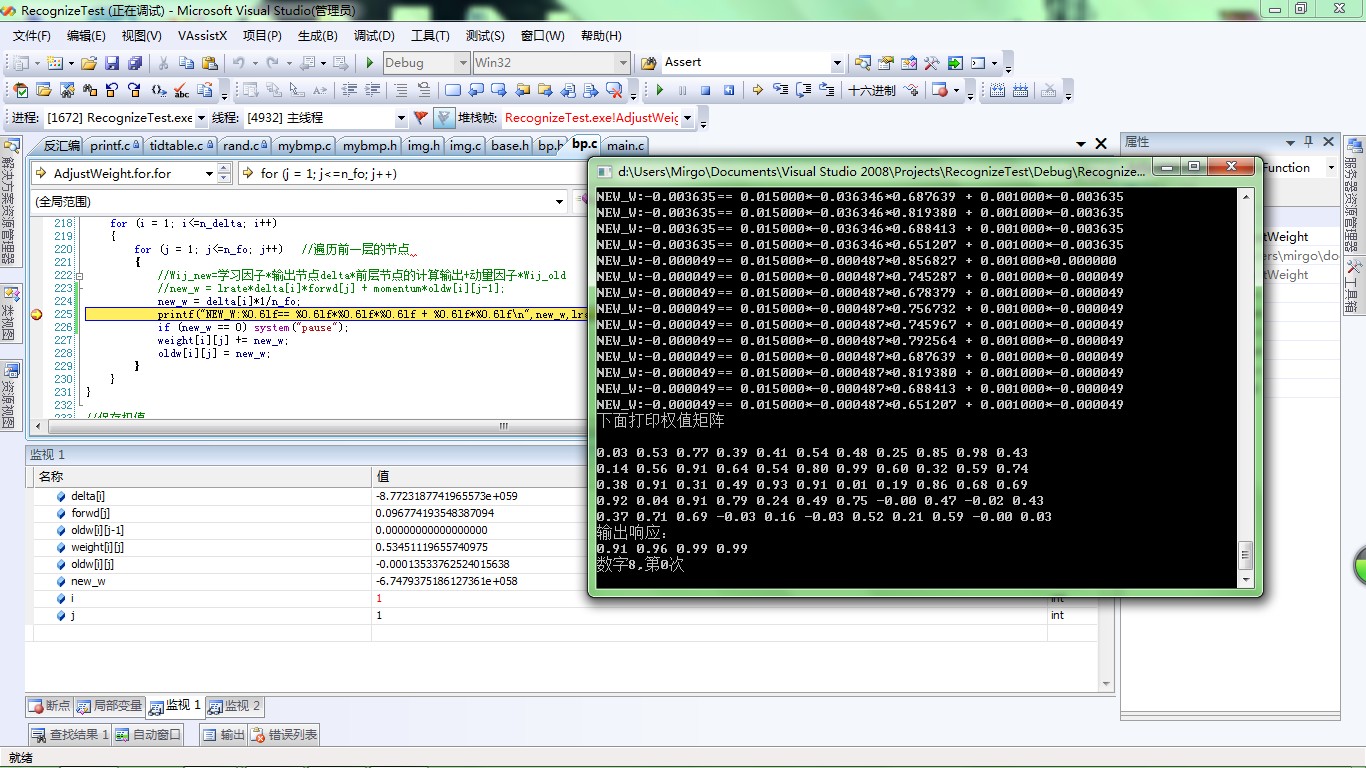 RecognizeTest (正在调试) - Microsoft Visual Studio(管理员)
文件(F) 编辑(E) 视图(V) VAssistX 项目(P) 生成(B) 调试(D) 工具(T) 测试(S) 窗口(W) 帮助(H)
Debug Win32 Assert
十六进制
进程: [1672] RecognizeTest.exe 线程: [4932] 主线程 堆栈帧: RecognizeTest.exe!AdjustWeig
反汇编 printf.c tidtable.c rand.c mybmp.c mybmp.h img.h img.c base.h bp.h bp.c main.c
AdjustWeight.for.for for (j = 1; j<=n_fo; j++)
(全局范围)
218 for (i = 1; i<=n_delta; i++)
219 {
220 for (j = 1; j<=n_fo; j++) //遍历前一层的节点
221 {
222 //Wij_new=学习因子*输出节点delta*前层节点的计算输出+动量因子*Wij_old
223 //new_w = lrate*delta[i]*forwd[j] + momentum*oldw[i][j-1];
224 new_w = delta[i]*1/n_fo;
225 printf("NEW_W:%0.6lf== %0.6lf*%0.6lf*%0.6lf + %0.6lf*%0.6lf\n",new_w,lra
226 if (new_w == 0) system("pause");
227 weight[i][j] += new_w;
228 oldw[i][j] = new_w;
229 }
230 }
231 }
232
//保存权值
d:\Users\Mirgo\Documents\Visual Studio 2008\Projects\RecognizeTest\Debug\Recognize...
NEW_W:-0.003635== 0.015000*-0.036346*0.687639 + 0.001000*-0.003635
NEW_W:-0.003635== 0.015000*-0.036346*0.819380 + 0.001000*-0.003635
NEW_W:-0.003635== 0.015000*-0.036346*0.688413 + 0.001000*-0.003635
NEW_W:-0.003635== 0.015000*-0.036346*0.651207 + 0.001000*-0.003635
NEW_W:-0.000049== 0.015000*-0.000487*0.856827 + 0.001000*0.000000
NEW_W:-0.000049== 0.015000*-0.000487*0.745287 + 0.001000*-0.000049
NEW_W:-0.000049== 0.015000*-0.000487*0.678379 + 0.001000*-0.000049
NEW_W:-0.000049== 0.015000*-0.000487*0.756732 + 0.001000*-0.000049
NEW_W:-0.000049== 0.015000*-0.000487*0.745967 + 0.001000*-0.000049
NEW_W:-0.000049== 0.015000*-0.000487*0.792564 + 0.001000*-0.000049
NEW_W:-0.000049== 0.015000*-0.000487*0.687639 + 0.001000*-0.000049
NEW_W:-0.000049== 0.015000*-0.000487*0.819380 + 0.001000*-0.000049
NEW_W:-0.000049== 0.015000*-0.000487*0.688413 + 0.001000*-0.000049
NEW_W:-0.000049== 0.015000*-0.000487*0.651207 + 0.001000*-0.000049
下面打印权值矩阵
0.03 0.53 0.77 0.39 0.41 0.54 0.48 0.25 0.85 0.98 0.43
0.14 0.56 0.91 0.64 0.54 0.80 0.99 0.60 0.32 0.59 0.74
0.38 0.91 0.31 0.49 0.93 0.91 0.01 0.19 0.86 0.68 0.69
0.92 0.04 0.91 0.79 0.24 0.49 0.75 -0.00 0.47 -0.02 0.43
0.37 0.71 0.69 -0.03 0.16 -0.03 0.52 0.21 0.59 -0.00 0.03
输出响应:
0.91 0.96 0.99 0.99
数字8,第0次
监视 1
名称 值
delta[i] -8.7723187741965573e+059
forwd[j] 0.096774193548387094
oldw[i][j-1] 0.00000000000000000
weight[i][j] 0.53451119655740975
oldw[i][j] -0.00013533762524015638
new_w -6.7479375186127361e+058
i 1 int
j 1 int
断点 局部变量 监视 1 监视 2
查找结果 1 自动窗口 输出 错误列表
就绪
解决方案资源管理器
类视图
资源视图
属性
Function
tWeight
ers\mirgo\do
tWeight
服务器资源管理器
工具箱